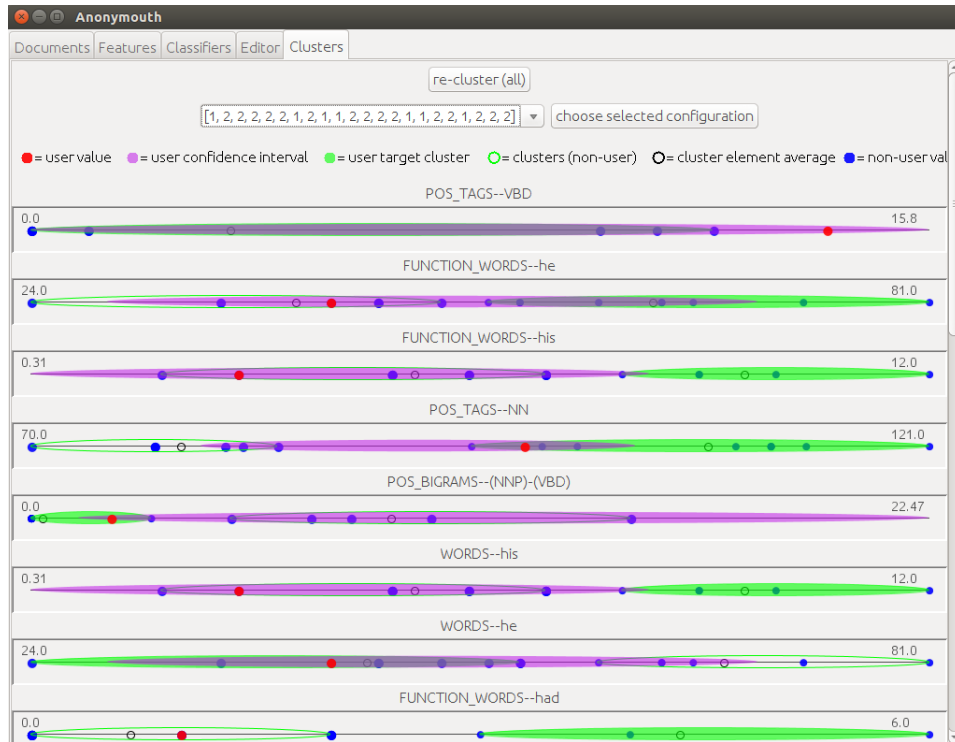 Anonymouth
Documents Features Classifiers Editor Clusters
re-cluster (all)
[1, 2, 2, 2, 2, 2, 1, 2, 1, 1, 2, 2, 2, 2, 1, 1, 2, 2, 1, 2, 2, 2] choose selected configuration
= user value = user confidence interval = user target cluster = clusters (non-user) = cluster element average = non-user val
POS_TAGS--VBD
0.0 15.8
FUNCTION_WORDS--he
24.0 81.0
FUNCTION_WORDS--his
0.31 12.0
POS_TAGS--NN
70.0 121.0
POS_BIGRAMS--(NNP)-(VBD)
0.0 22.47
WORDS--his
0.31 12.0
WORDS--he
24.0 81.0
FUNCTION_WORDS--had
0.0 6.0